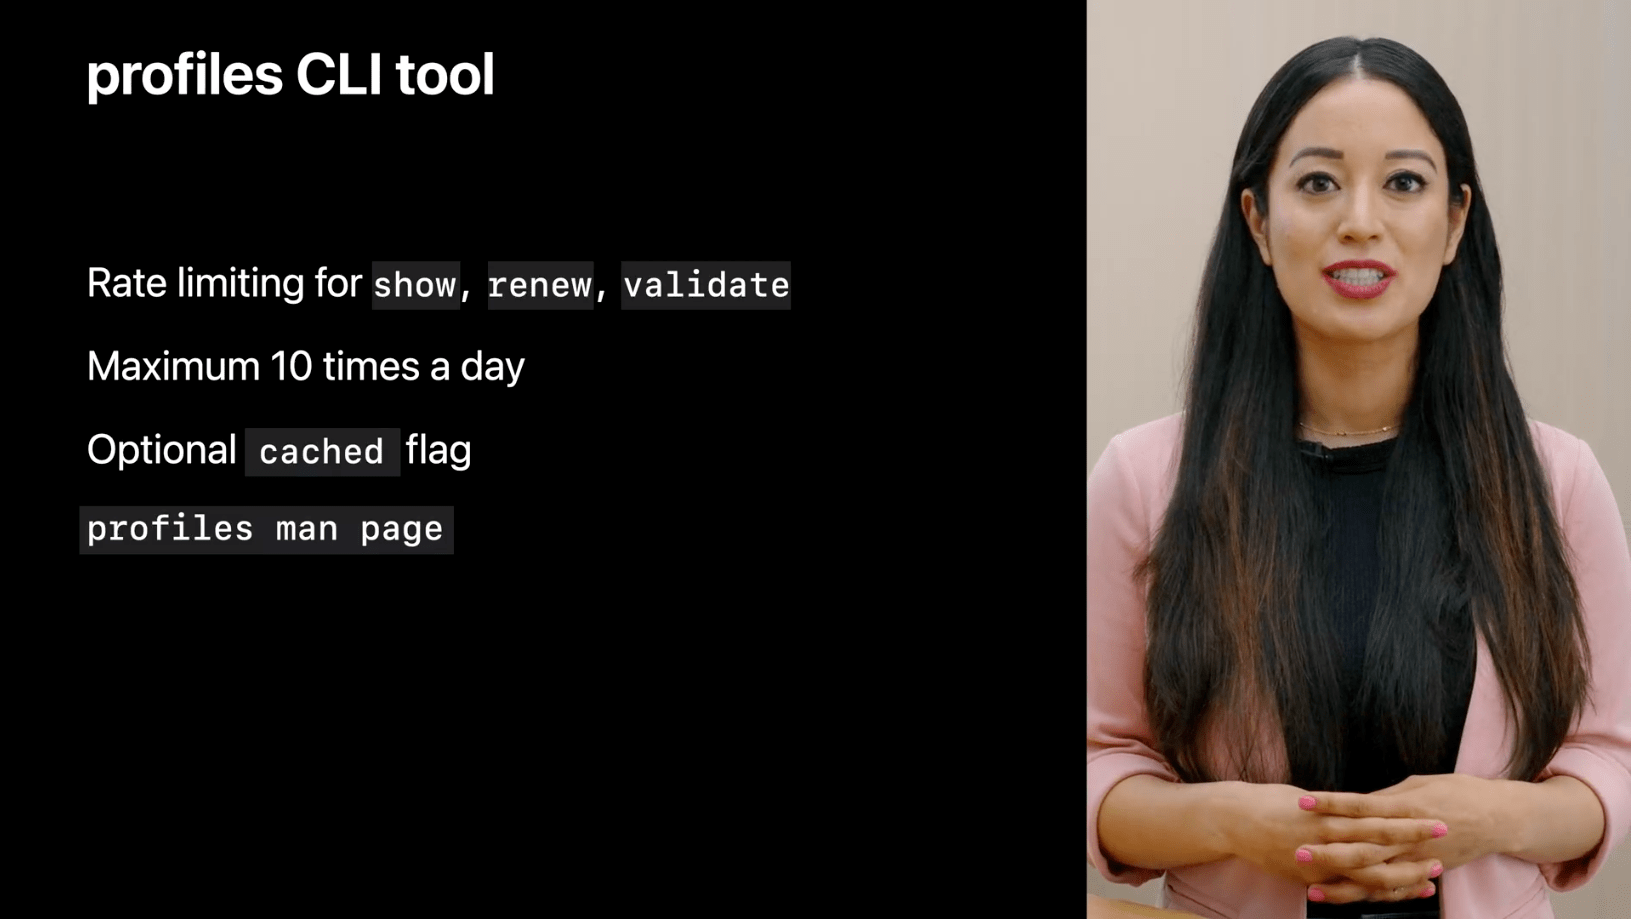 profiles CLI tool
Rate limiting for show, renew, validate
Maximum 10 times a day
Optional cached flag
profiles man page